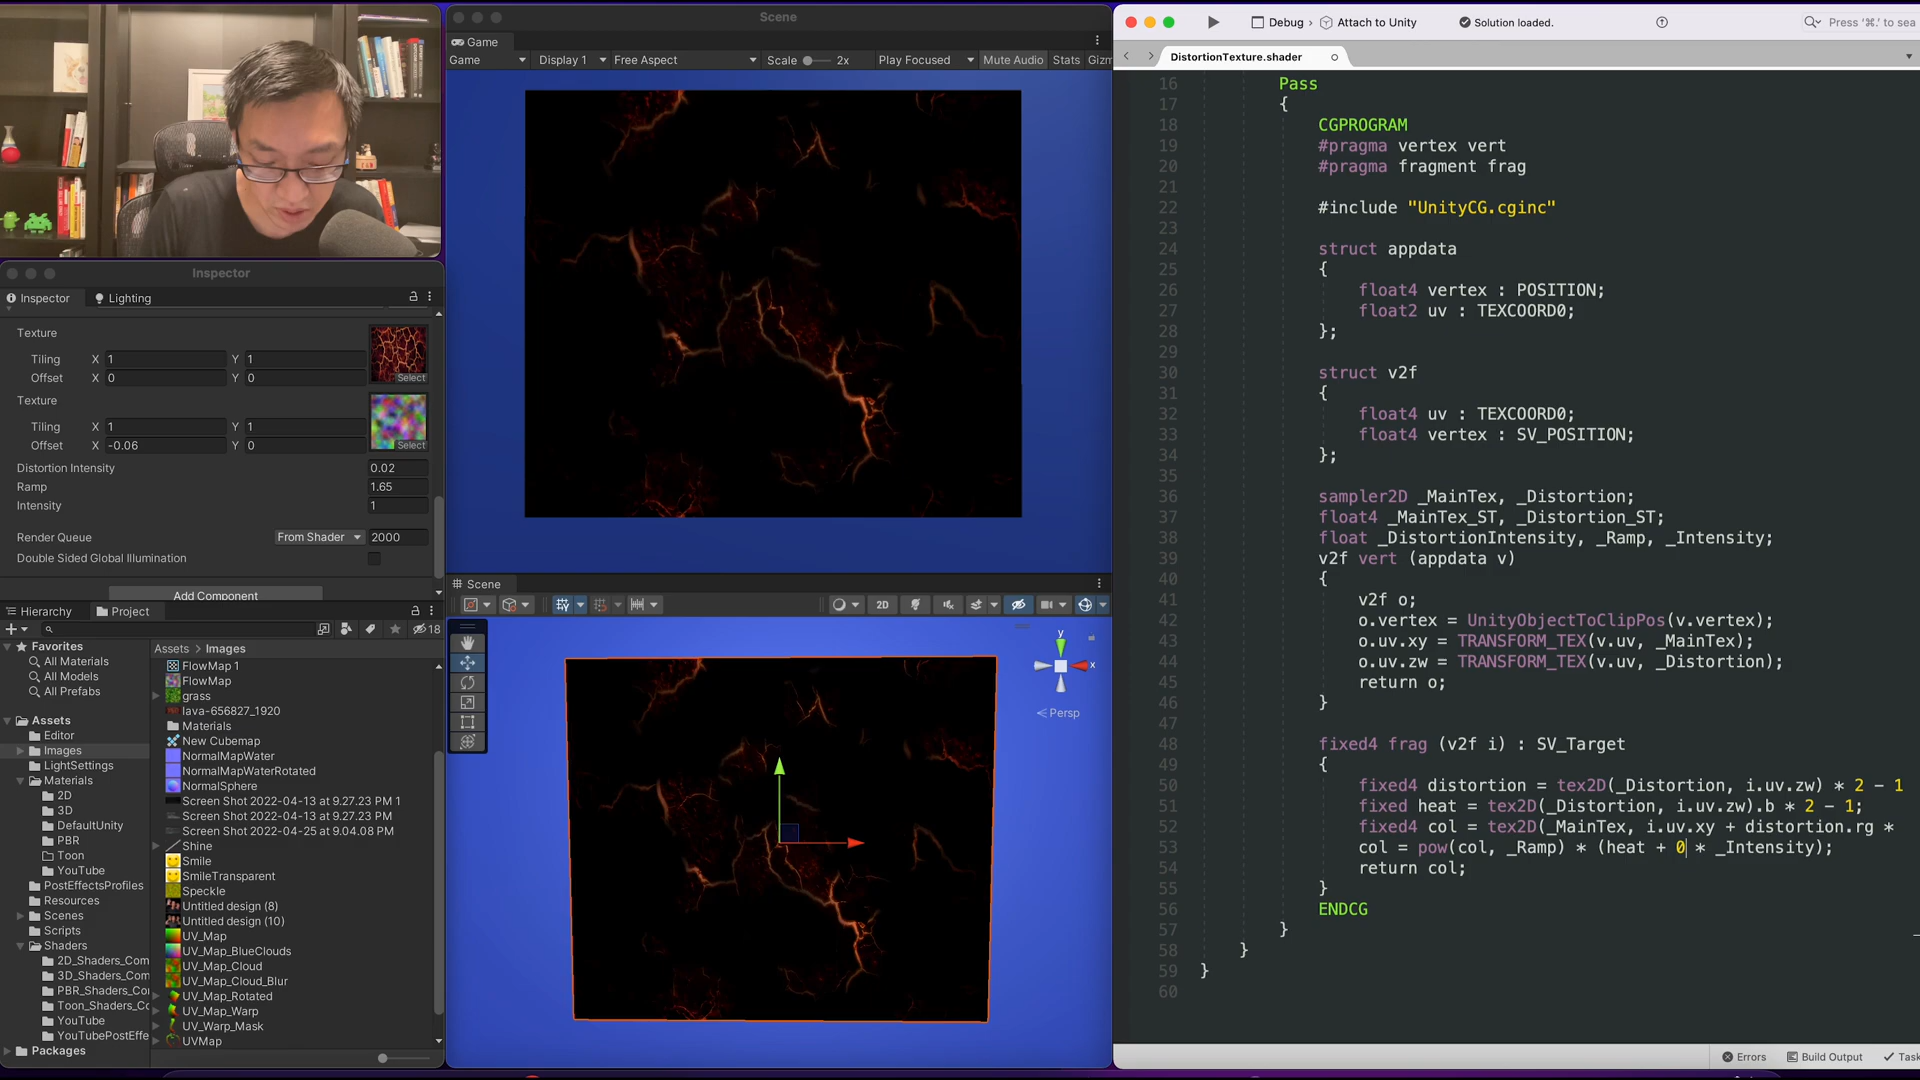 Inspector
Inspector
Lighting
Texture
Tiling X 1 Y 1
Offset X 0 Y 0
Select
Texture
Tiling X 1 Y 1
Offset X -0.06 Y 0
Select
Distortion Intensity 0.02
Ramp 1.65
Intensity 1
Render Queue From Shader 2000
Double Sided Global Illumination
Add Component
Hierarchy
Project
18
Favorites
All Materials
All Models
All Prefabs
Assets
Editor
Images
LightSettings
Materials
2D
3D
DefaultUnity
PBR
Toon
YouTube
PostEffectsProfiles
Resources
Scenes
Scripts
Shaders
2D_Shaders_Com
3D_Shaders_Com
PBR_Shaders_Co
Toon_Shaders_Co
YouTube
YouTubePostEffe
Packages
Assets > Images
FlowMap 1
FlowMap
grass
lava-656827_1920
Materials
New Cubemap
NormalMapWater
NormalMapWaterRotated
NormalSphere
Screen Shot 2022-04-13 at 9.27.23 PM 1
Screen Shot 2022-04-13 at 9.27.23 PM
Screen Shot 2022-04-25 at 9.04.08 PM
Shine
Smile
SmileTransparent
Speckle
Untitled design (8)
Untitled design (10)
UV_Map
UV_Map_BlueClouds
UV_Map_Cloud
UV_Map_Cloud_Blur
UV_Map_Rotated
UV_Map_Warp
UV_Warp_Mask
UVMap
Scene
Game
Game Display 1 Free Aspect Scale 2x Play Focused Mute Audio Stats Gizm
Scene
2D
y
x
Persp
Debug › Attach to Unity
Solution loaded.
Press '⌘.' to sea
DistortionTexture.shader
16 Pass
17 {
18 CGPROGRAM
19 #pragma vertex vert
20 #pragma fragment frag
21
22 #include "UnityCG.cginc"
23
24 struct appdata
25 {
26 float4 vertex : POSITION;
27 float2 uv : TEXCOORD0;
28 };
29
30 struct v2f
31 {
32 float4 uv : TEXCOORD0;
33 float4 vertex : SV_POSITION;
34 };
35
36 sampler2D _MainTex, _Distortion;
37 float4 _MainTex_ST, _Distortion_ST;
38 float _DistortionIntensity, _Ramp, _Intensity;
39 v2f vert (appdata v)
40 {
41 v2f o;
42 o.vertex = UnityObjectToClipPos(v.vertex);
43 o.uv.xy = TRANSFORM_TEX(v.uv, _MainTex);
44 o.uv.zw = TRANSFORM_TEX(v.uv, _Distortion);
45 return o;
46 }
47
48 fixed4 frag (v2f i) : SV_Target
49 {
50 fixed4 distortion = tex2D(_Distortion, i.uv.zw) * 2 - 1
51 fixed heat = tex2D(_Distortion, i.uv.zw).b * 2 - 1;
52 fixed4 col = tex2D(_MainTex, i.uv.xy + distortion.rg *
53 col = pow(col, _Ramp) * (heat + 0 * _Intensity);
54 return col;
55 }
56 ENDCG
57 }
58 }
59 }
60
Errors
Build Output
Task